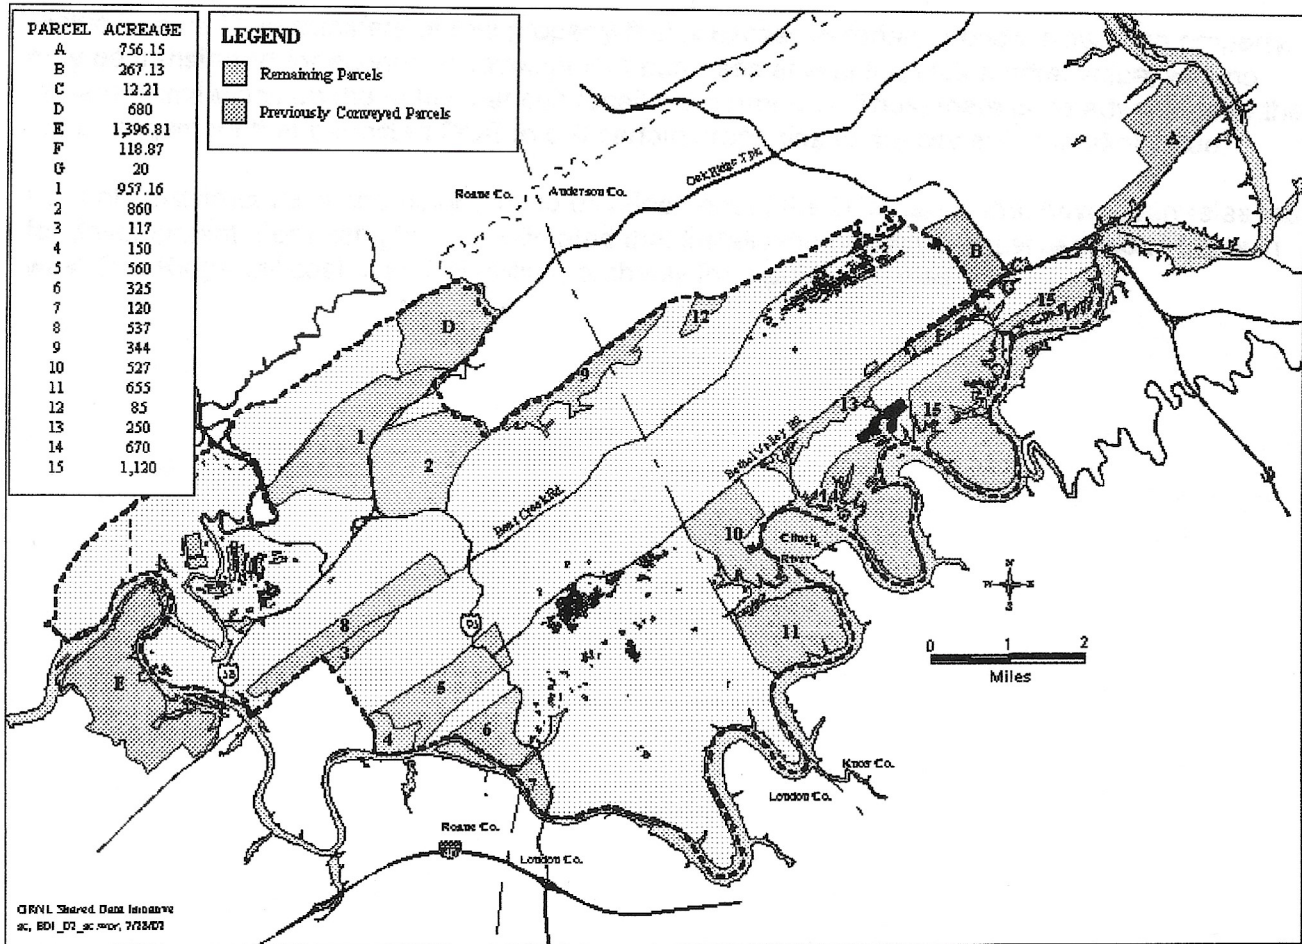 PARCEL ACREAGE
A 756.15
B 267.13
C 12.21
D 680
E 1,396.81
F 118.87
G 20
1 957.16
2 860
3 117
4 150
5 560
6 325
7 120
8 537
9 344
10 527
11 655
12 85
13 250
14 670
15 1,120
LEGEND
Remaining Parcels
Previously Conveyed Parcels
Roane Co.
Anderson Co.
Oak Ridge Tpk
A
B
D
12
15
F
9
13
15
1
2
Bethel Valley Rd
Bear Creek Rd
14
10
Clinch
River
N
W E
S
8
3
95
11
0 1 2
Miles
E
58
5
4
6
7
Knox Co.
Loudon Co.
Roane Co.
40
Loudon Co.
ORNL Shared Data Initiative